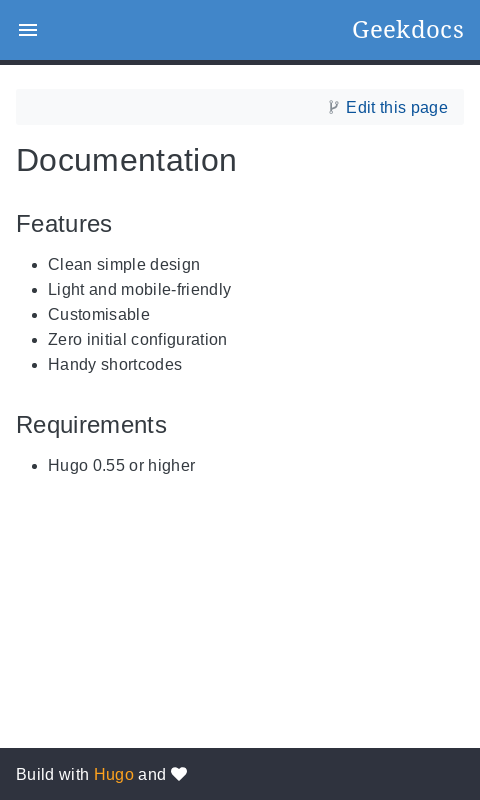 Geekdocs
Edit this page
Documentation
Features
Clean simple design
Light and mobile-friendly
Customisable
Zero initial configuration
Handy shortcodes
Requirements
Hugo 0.55 or higher
Build with Hugo and